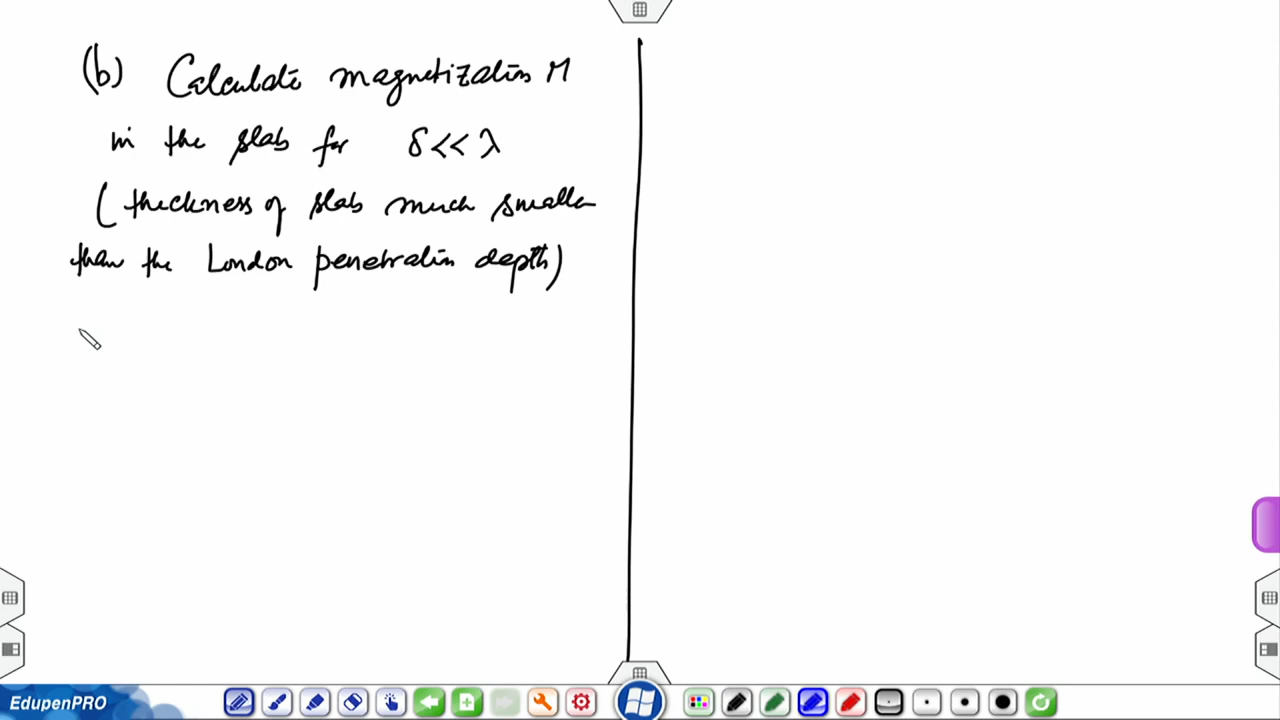 (b) Calculate magnetization M
in the slab for δ << λ
( thickness of slab much smaller
than the London penetration depth)
EdupenPRO